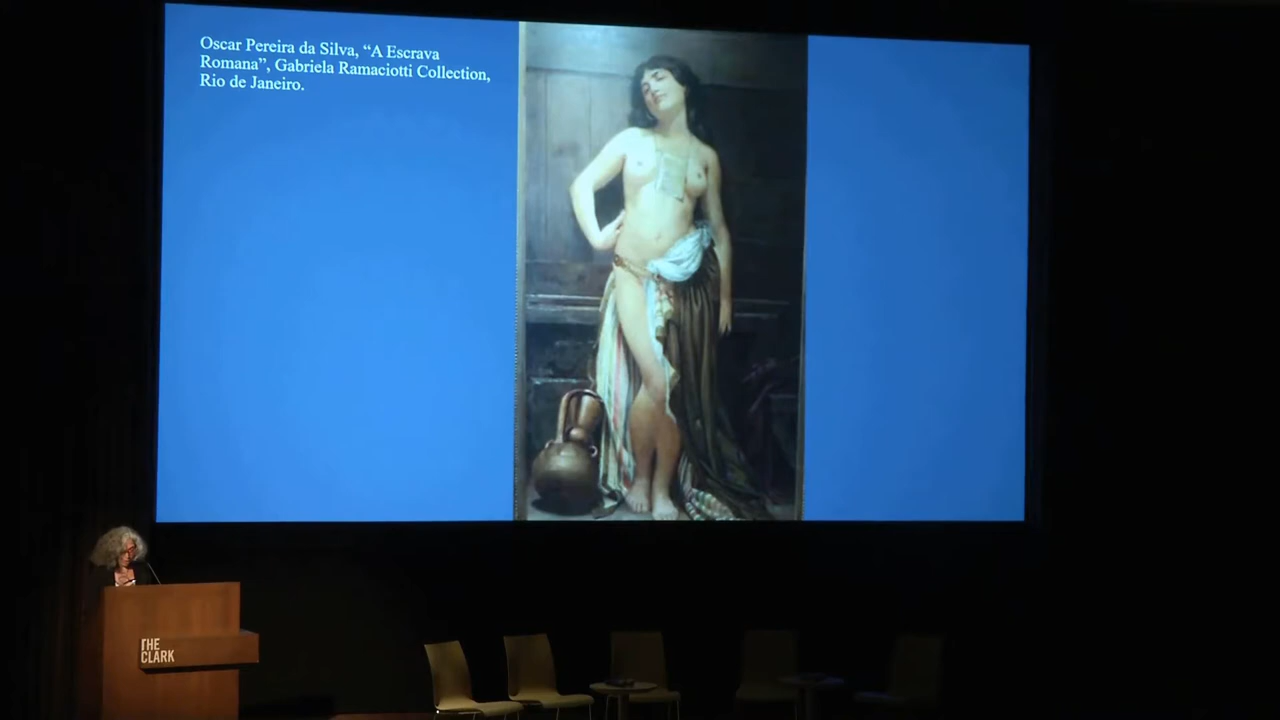 Oscar Pereira da Silva, “A Escrava
Romana”, Gabriela Ramaciotti Collection,
Rio de Janeiro.
THE
CLARK